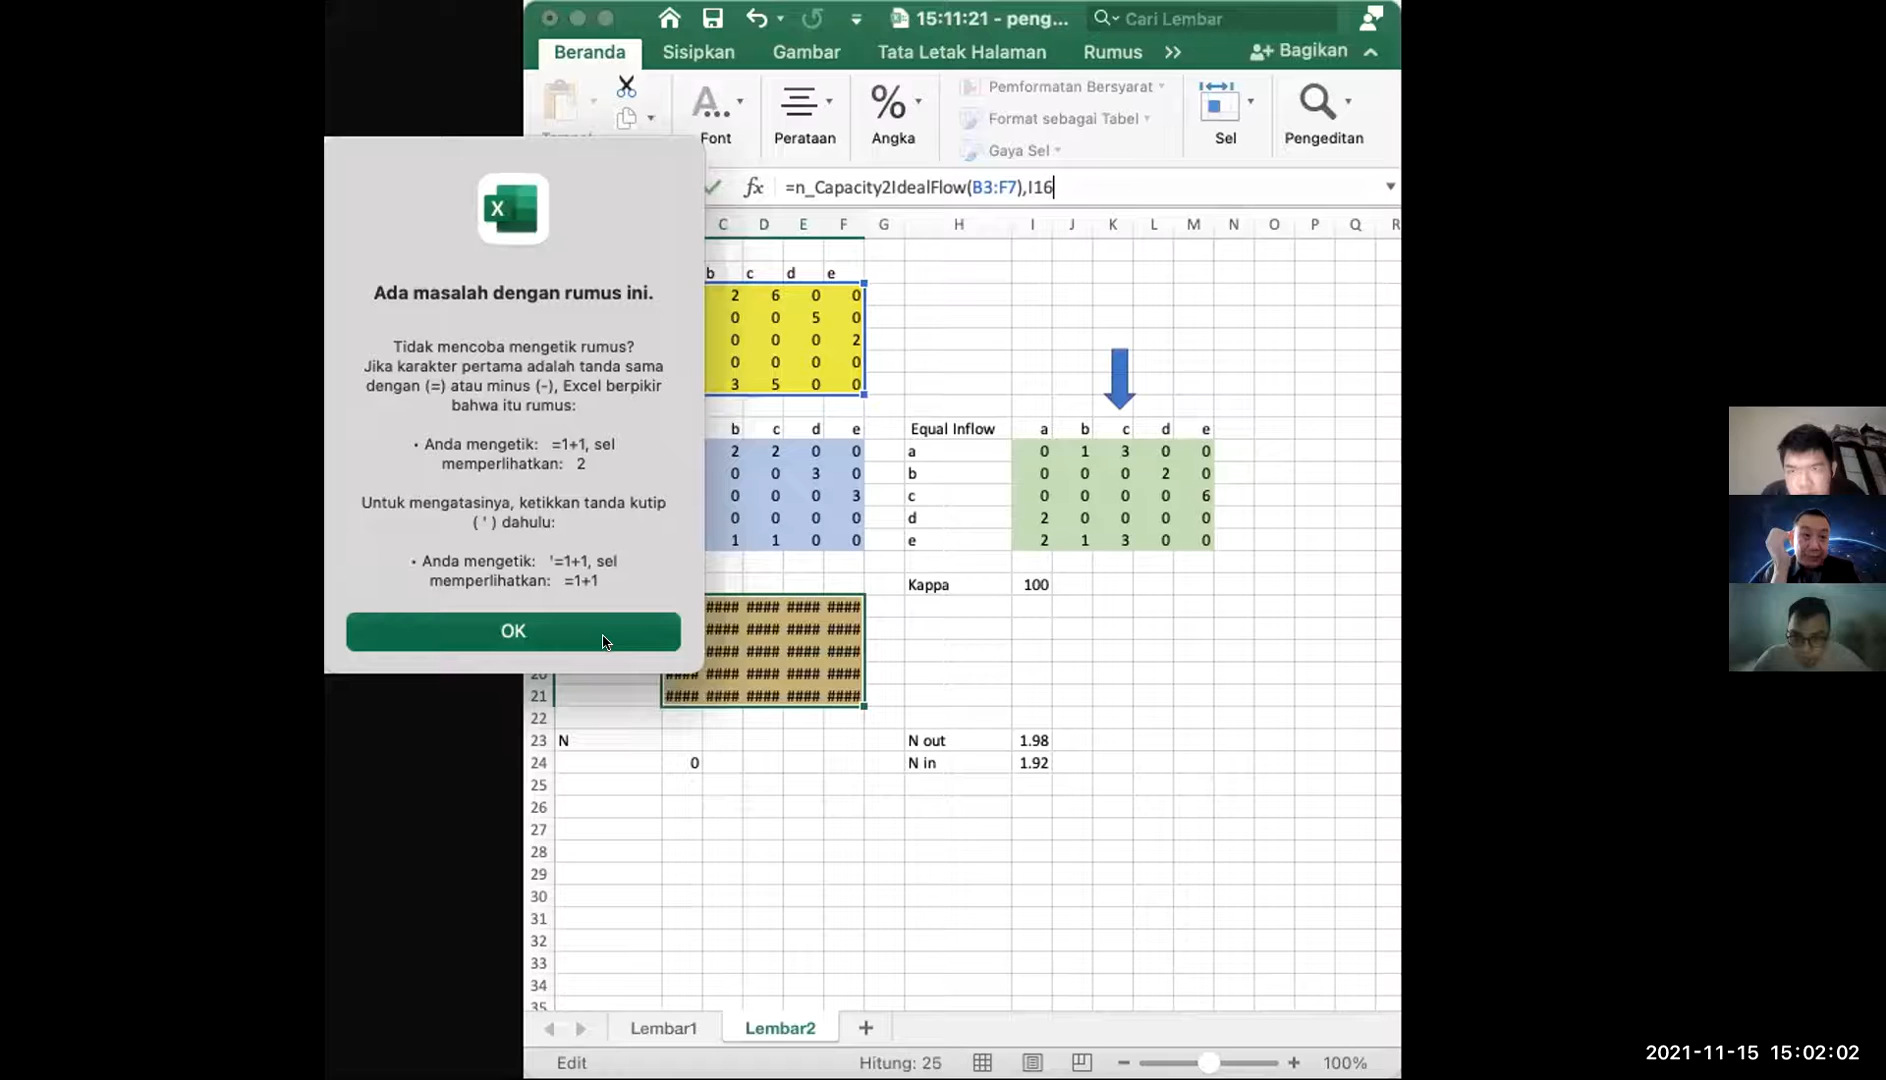 15:11:21 - peng...
Cari Lembar
Beranda
Sisipkan
Gambar
Tata Letak Halaman
Rumus
Bagikan
Font
Perataan
Angka
Pemformatan Bersyarat
Format sebagai Tabel
Gaya Sel
Sel
Pengeditan
fx =n_Capacity2IdealFlow(B3:F7),I16
Ada masalah dengan rumus ini.
Tidak mencoba mengetik rumus?
Jika karakter pertama adalah tanda sama
dengan (=) atau minus (-), Excel berpikir
bahwa itu rumus:
• Anda mengetik: =1+1, sel
memperlihatkan: 2
Untuk mengatasinya, ketikkan tanda kutip
( ' ) dahulu:
• Anda mengetik: '=1+1, sel
memperlihatkan: =1+1
OK
C D E F G H I J K L M N O P Q R
b c d e
2 6 0 0
0 0 5 0
0 0 0 2
0 0 0 0
3 5 0 0
b c d e
2 2 0 0
0 0 3 0
0 0 0 3
0 0 0 0
1 1 0 0
Equal Inflow a b c d e
a 0 1 3 0 0
b 0 0 0 2 0
c 0 0 0 0 6
d 2 0 0 0 0
e 2 1 3 0 0
Kappa 100
#### #### #### ####
#### #### #### ####
#### #### #### ####
20 #### #### #### #### ####
21 #### #### #### #### ####
22
23 N N out 1.98
24 0 N in 1.92
25
26
27
28
29
30
31
32
33
34
35
Lembar1
Lembar2
Edit
Hitung: 25
100%
2021-11-15 15:02:02